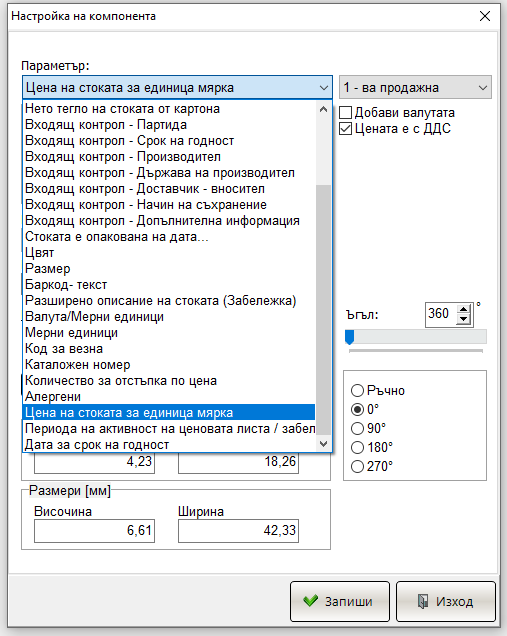 Настройка на компонента
Параметър:
Цена на стоката за единица мярка
1 - ва продажна
Добави валутата
Цената е с ДДС
Нето тегло на стоката от картона
Входящ контрол - Партида
Входящ контрол - Срок на годност
Входящ контрол - Производител
Входящ контрол - Държава на производител
Входящ контрол - Доставчик - вносител
Входящ контрол - Начин на съхранение
Входящ контрол - Допълнителна информация
Стоката е опакована на дата...
Цвят
Размер
Баркод- текст
Разширено описание на стоката (Забележка)
Валута/Мерни единици
Мерни единици
Код за везна
Каталожен номер
Количество за отстъпка по цена
Алергени
Цена на стоката за единица мярка
Периода на активност на ценовата листа / забел
Дата за срок на годност
Ъгъл:
360 °
Ръчно
0°
90°
180°
270°
4,23
18,26
Размери [мм]
Височина
Ширина
6,61
42,33
Запиши
Изход